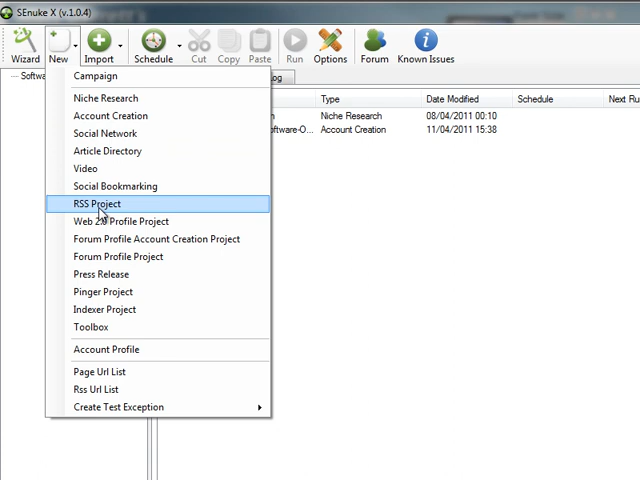 SEnuke X (v.1.0.4)
Wizard New Import Schedule Cut Copy Paste Run Options Forum Known Issues
Softwa
Campaign
og
Type Date Modified Schedule Next Ru
Niche Research
n Niche Research 08/04/2011 00:10
Account Creation
oftware-O... Account Creation 11/04/2011 15:38
Social Network
Article Directory
Video
Social Bookmarking
RSS Project
Web 2.0 Profile Project
Forum Profile Account Creation Project
Forum Profile Project
Press Release
Pinger Project
Indexer Project
Toolbox
Account Profile
Page Url List
Rss Url List
Create Test Exception